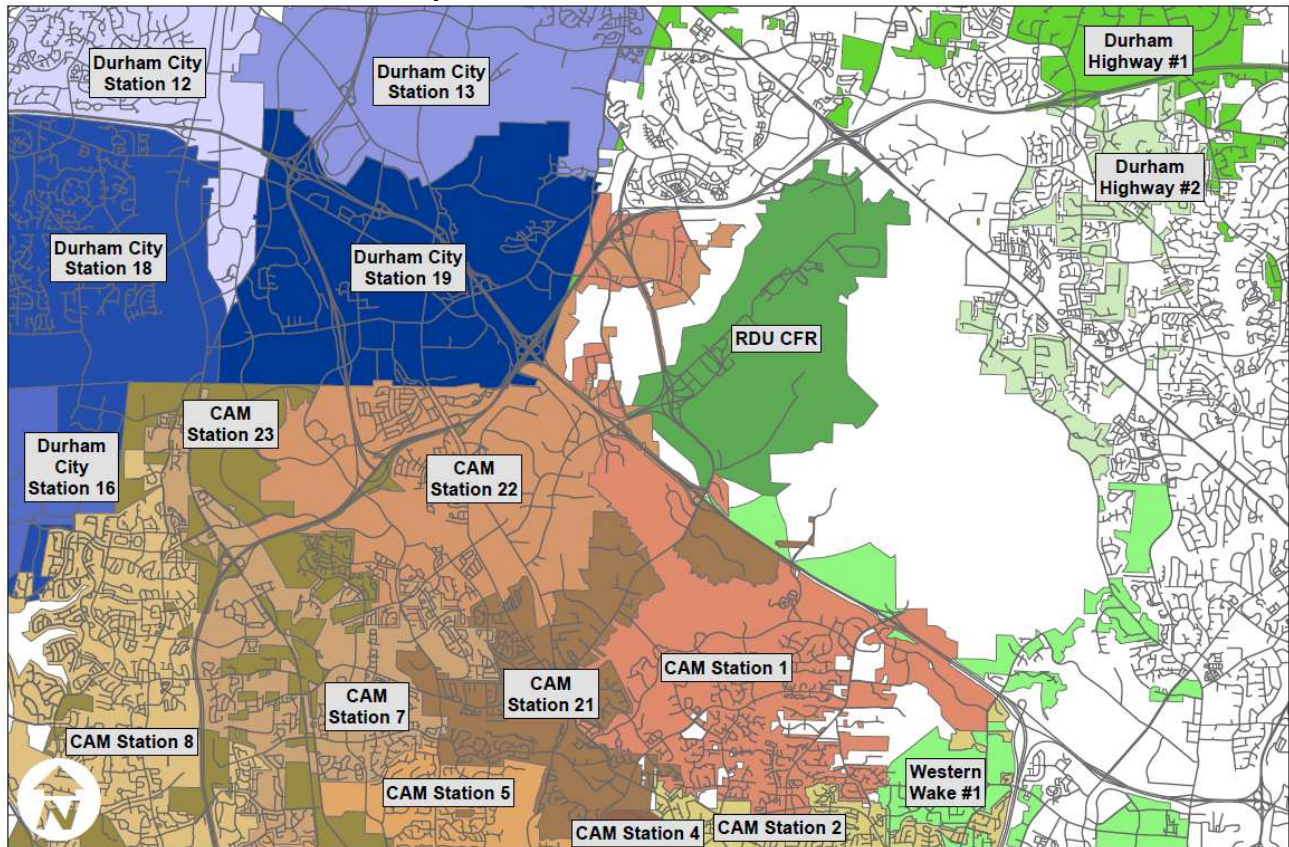 Durham City
Station 12
Durham City
Station 13
Durham
Highway #1
Durham
Highway #2
Durham City
Station 18
Durham City
Station 19
RDU CFR
CAM
Station 23
Durham
City
Station 16
CAM
Station 22
CAM Station 1
CAM
Station 21
CAM
Station 7
CAM Station 8
CAM Station 5
Western
Wake #1
CAM Station 4
CAM Station 2
N